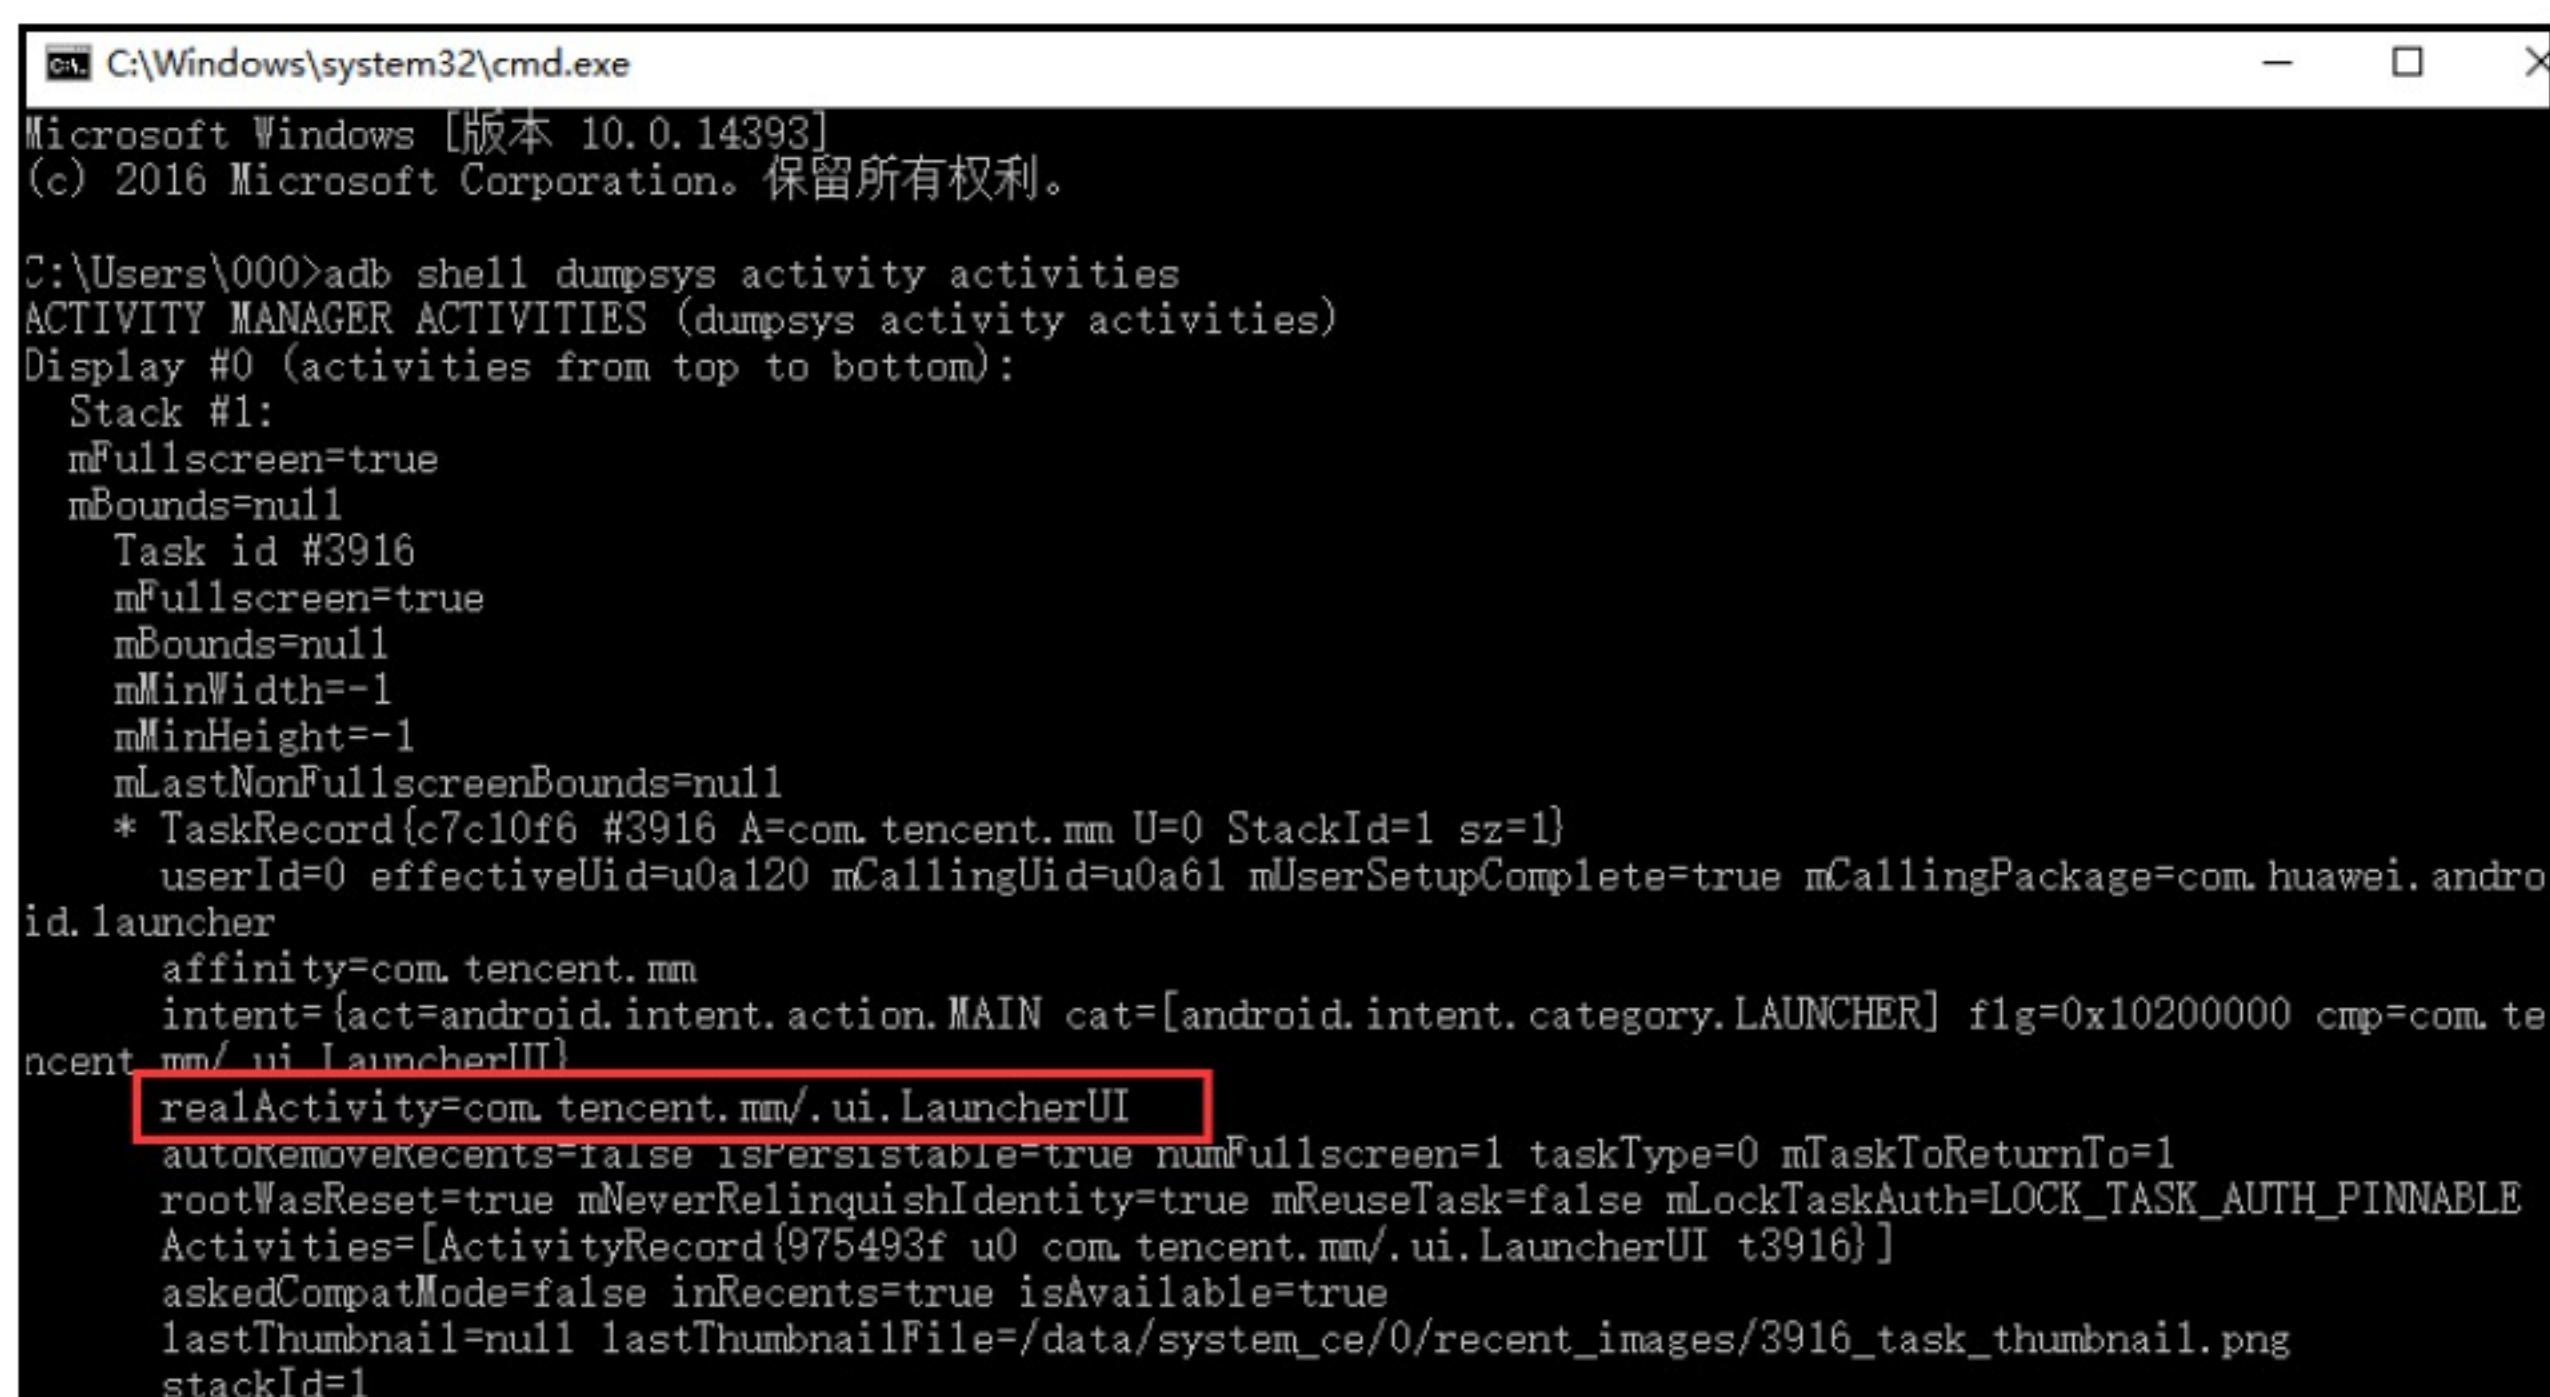 C:\Windows\system32\cmd.exe
Microsoft Windows [版本 10.0.14393]
(c) 2016 Microsoft Corporation。保留所有权利。
C:\Users\000>adb shell dumpsys activity activities
ACTIVITY MANAGER ACTIVITIES (dumpsys activity activities)
Display #0 (activities from top to bottom):
Stack #1:
mFullscreen=true
mBounds=null
Task id #3916
mFullscreen=true
mBounds=null
mMinWidth=-1
mMinHeight=-1
mLastNonFullscreenBounds=null
* TaskRecord{c7c10f6 #3916 A=com.tencent.mm U=0 StackId=1 sz=1}
userId=0 effectiveUid=u0a120 mCallingUid=u0a61 mUserSetupComplete=true mCallingPackage=com.huawei.andro
id.launcher
affinity=com.tencent.mm
intent={act=android.intent.action.MAIN cat=[android.intent.category.LAUNCHER] flg=0x10200000 cmp=com.te
ncent.mm/.ui.LauncherUI}
realActivity=com.tencent.mm/.ui.LauncherUI
autoRemoveRecents=false isPersistable=true numFullscreen=1 taskType=0 mTaskToReturnTo=1
rootWasReset=true mNeverRelinquishIdentity=true mReuseTask=false mLockTaskAuth=LOCK_TASK_AUTH_PINNABLE
Activities=[ActivityRecord{975493f u0 com.tencent.mm/.ui.LauncherUI t3916}]
askedCompatMode=false inRecents=true isAvailable=true
lastThumbnail=null lastThumbnailFile=/data/system_ce/0/recent_images/3916_task_thumbnail.png
stackId=1